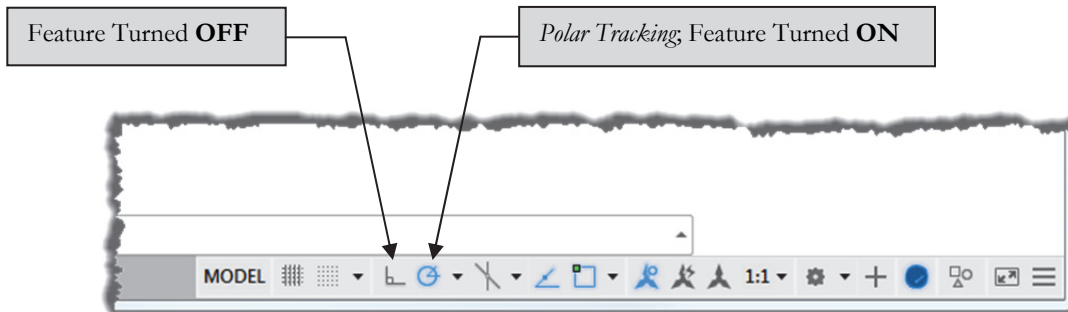 Feature Turned OFF
Polar Tracking; Feature Turned ON
MODEL
1:1